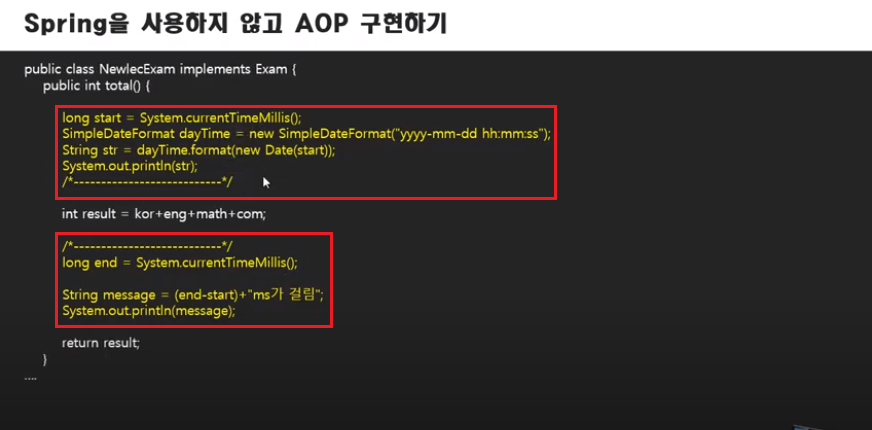 Spring을 사용하지 않고 AOP 구현하기
public class NewlecExam implements Exam {
public int total() {
long start = System.currentTimeMillis();
SimpleDateFormat dayTime = new SimpleDateFormat("yyyy-mm-dd hh:mm:ss");
String str = dayTime.format(new Date(start));
System.out.println(str);
/*---------------------------*/
int result = kor+eng+math+com;
/*---------------------------*/
long end = System.currentTimeMillis();
String message = (end-start)+"ms가 걸림";
System.out.println(message);
return result;
}
....